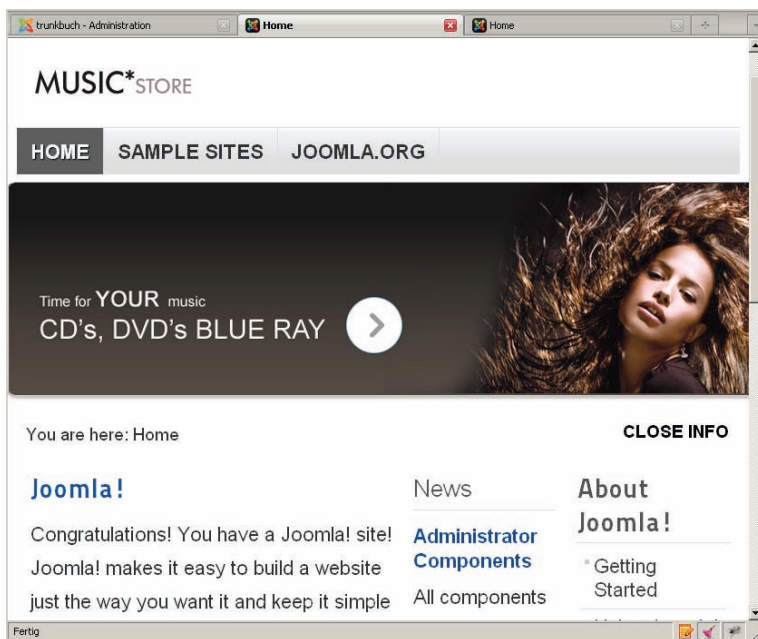 trunkbuch - Administration
Home
Home
MUSIC*STORE
HOME SAMPLE SITES JOOMLA.ORG
Time for YOUR music
CD's, DVD's BLUE RAY
You are here: Home
CLOSE INFO
Joomla!
Congratulations! You have a Joomla! site!
Joomla! makes it easy to build a website
just the way you want it and keep it simple
News
Administrator
Components
All components
About
Joomla!
Getting
Started
Fertig